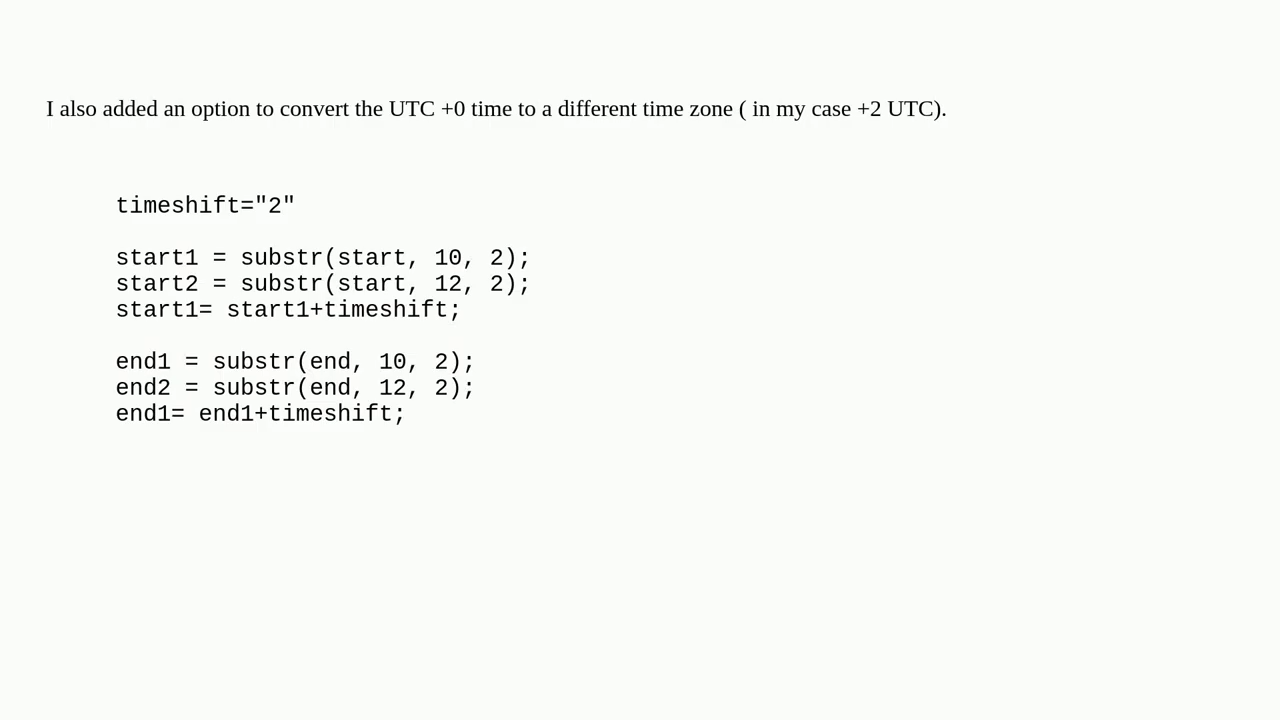 I also added an option to convert the UTC +0 time to a different time zone ( in my case +2 UTC).
timeshift="2"
start1 = substr(start, 10, 2);
start2 = substr(start, 12, 2);
start1= start1+timeshift;
end1 = substr(end, 10, 2);
end2 = substr(end, 12, 2);
end1= end1+timeshift;